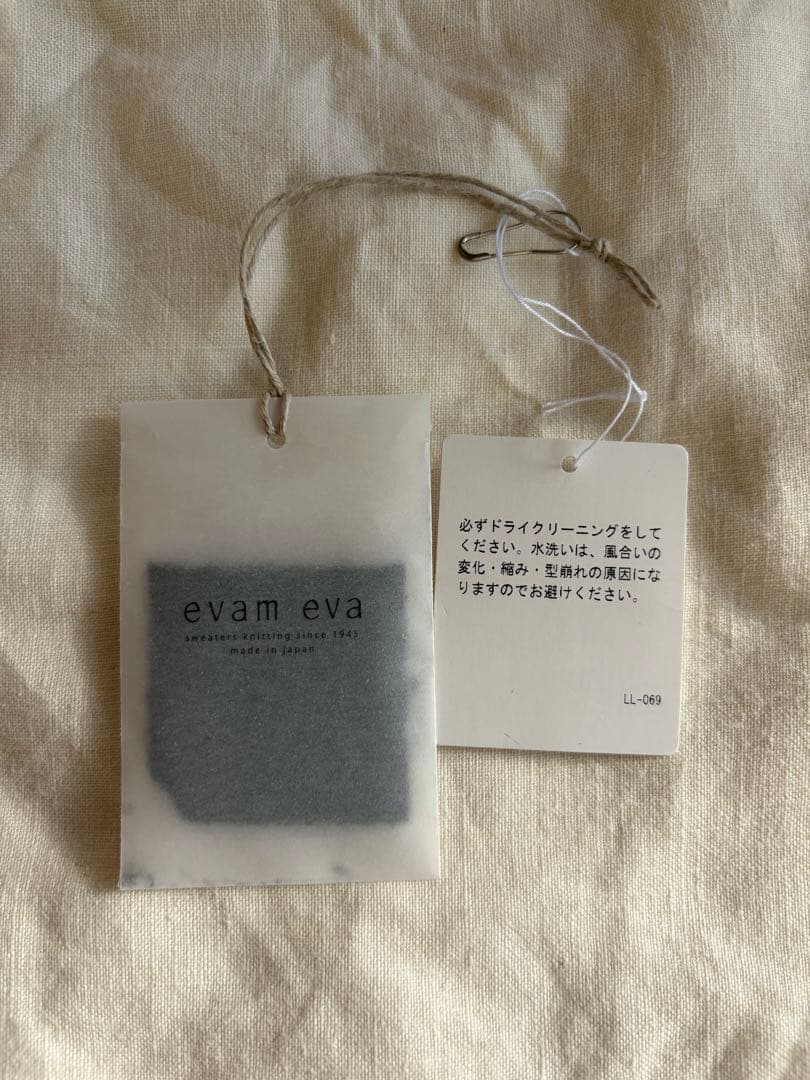 evam eva
sweaters knitting since 1945
made in japan
必ずドライクリーニングをして
ください。水洗いは、風合いの
変化・縮み・型崩れの原因にな
りますのでお避けください。
LL-069